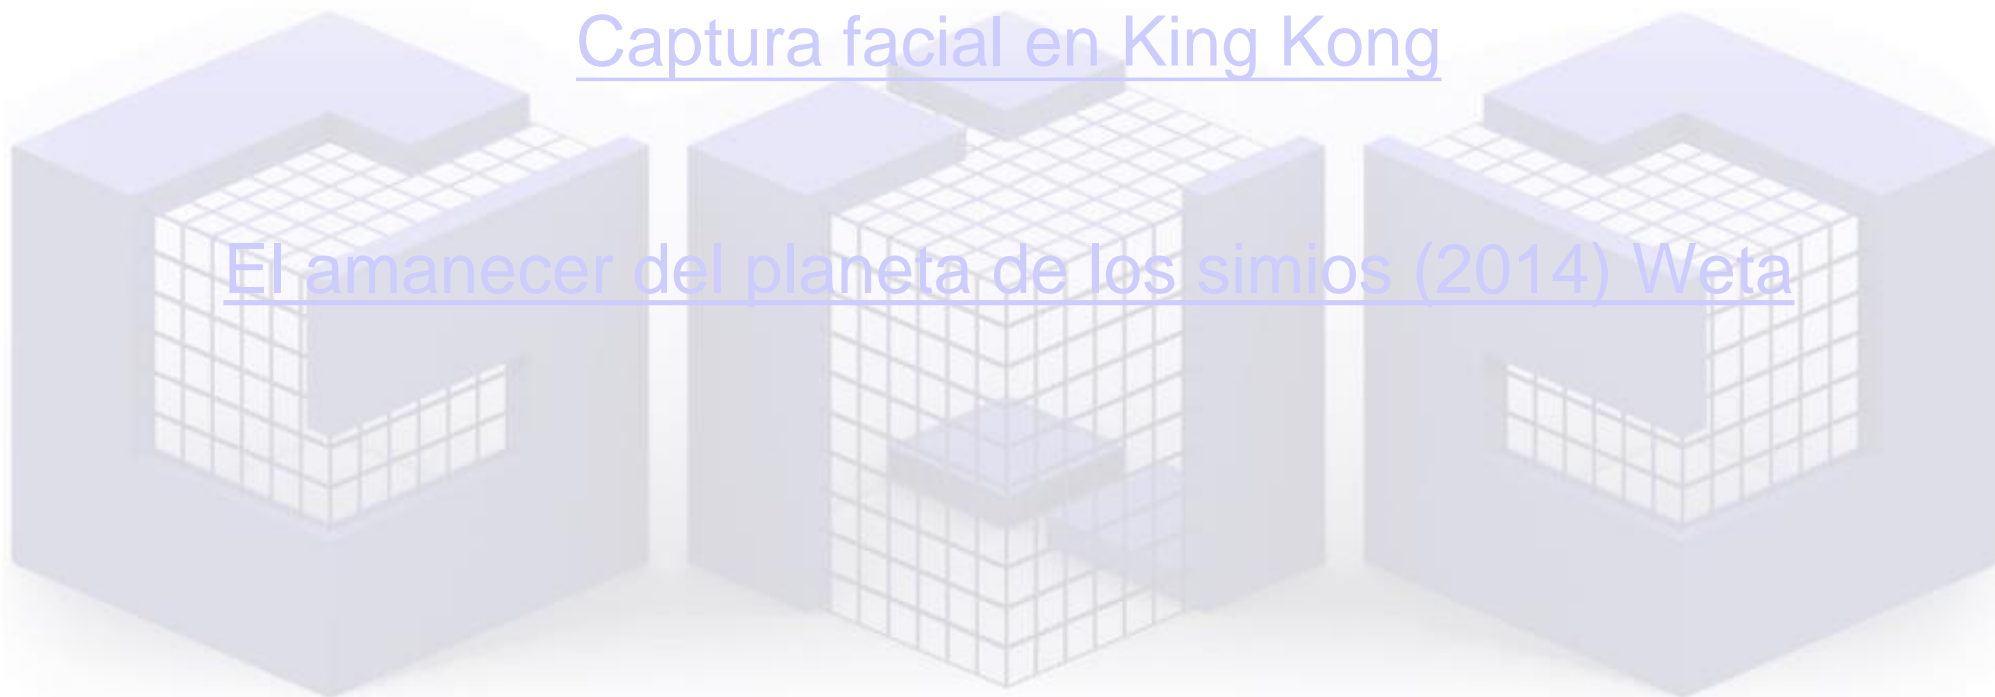 Captura facial en King Kong
El amanecer del planeta de los simios (2014) Weta